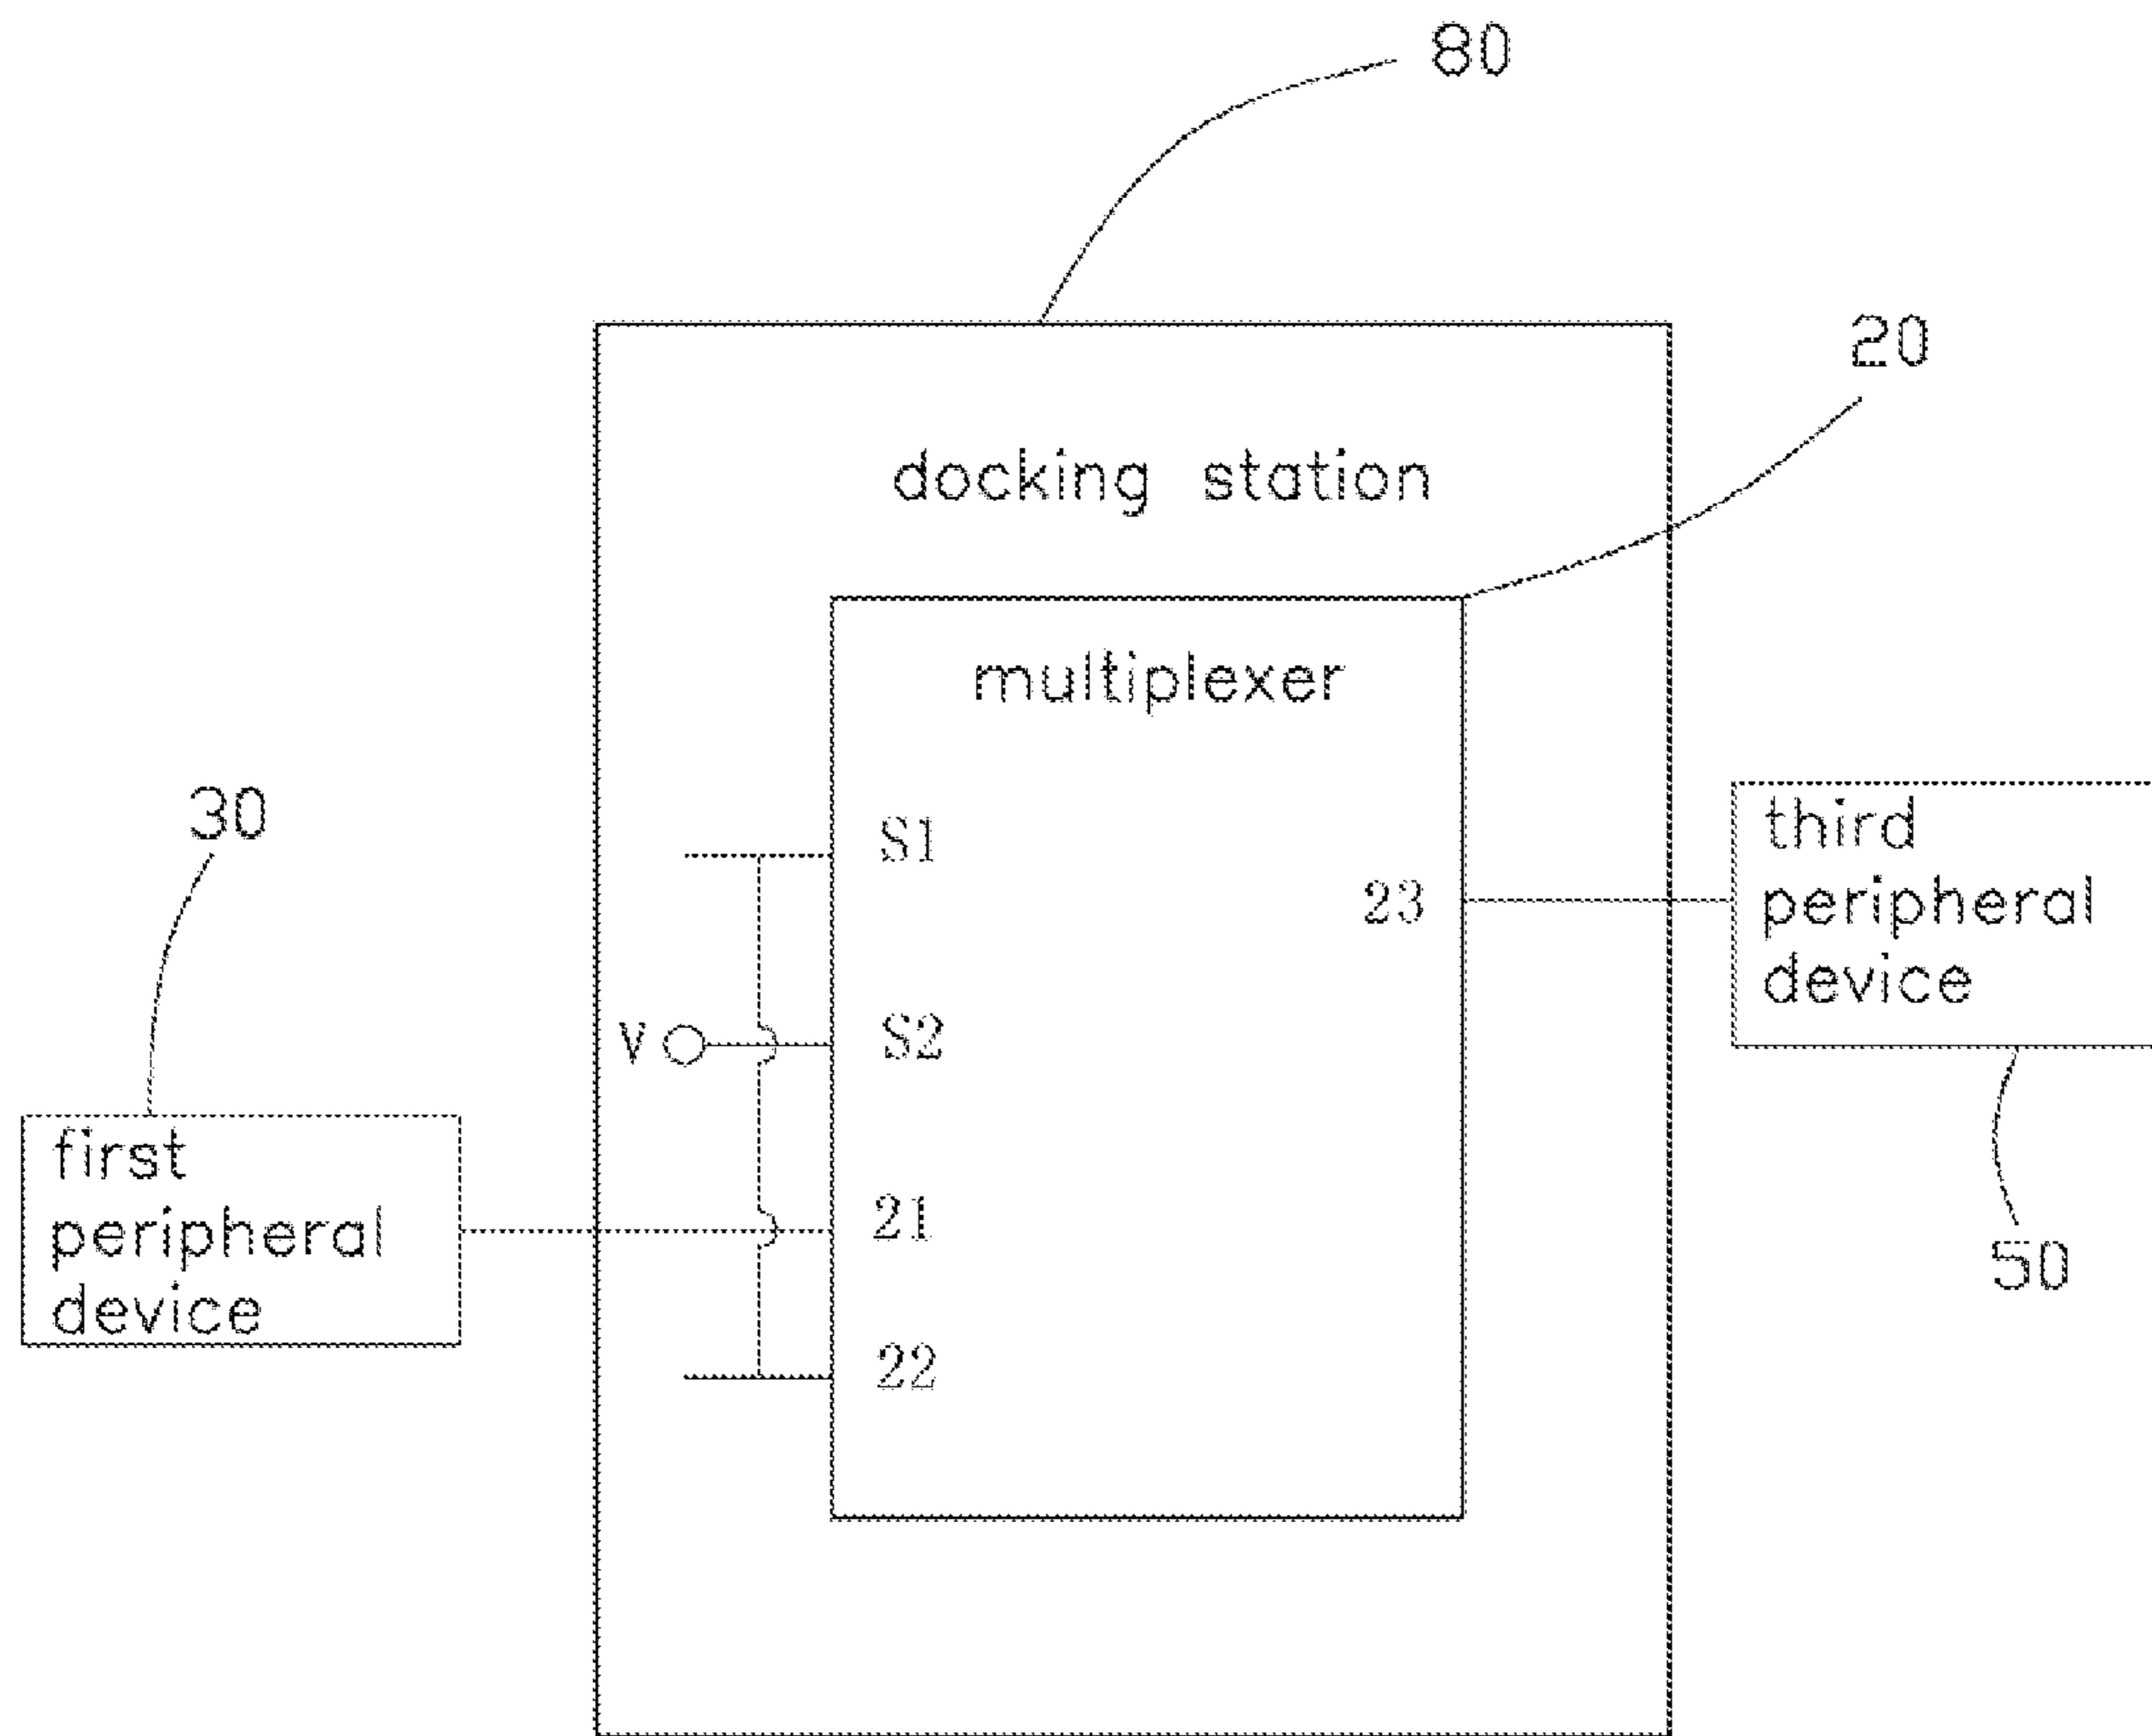 80
20
docking station
multiplexer
30
S1
third
peripheral
device
23
V
S2
first
peripheral
device
21
50
22